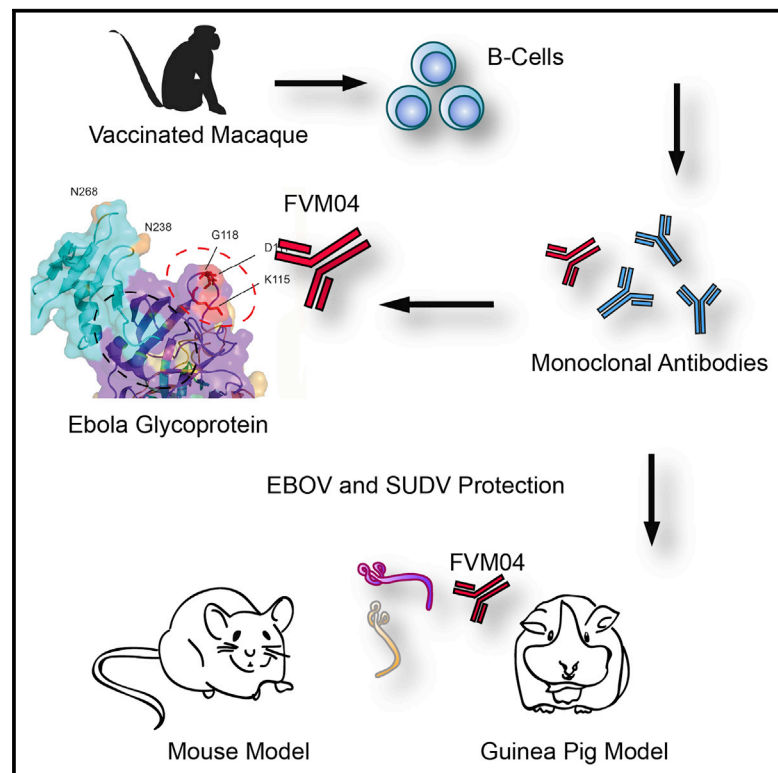 B-Cells
Vaccinated Macaque
N268
N238
FVM04
G118
K115
Monoclonal Antibodies
Ebola Glycoprotein
EBOV and SUDV Protection
FVM04
Mouse Model
Guinea Pig Model